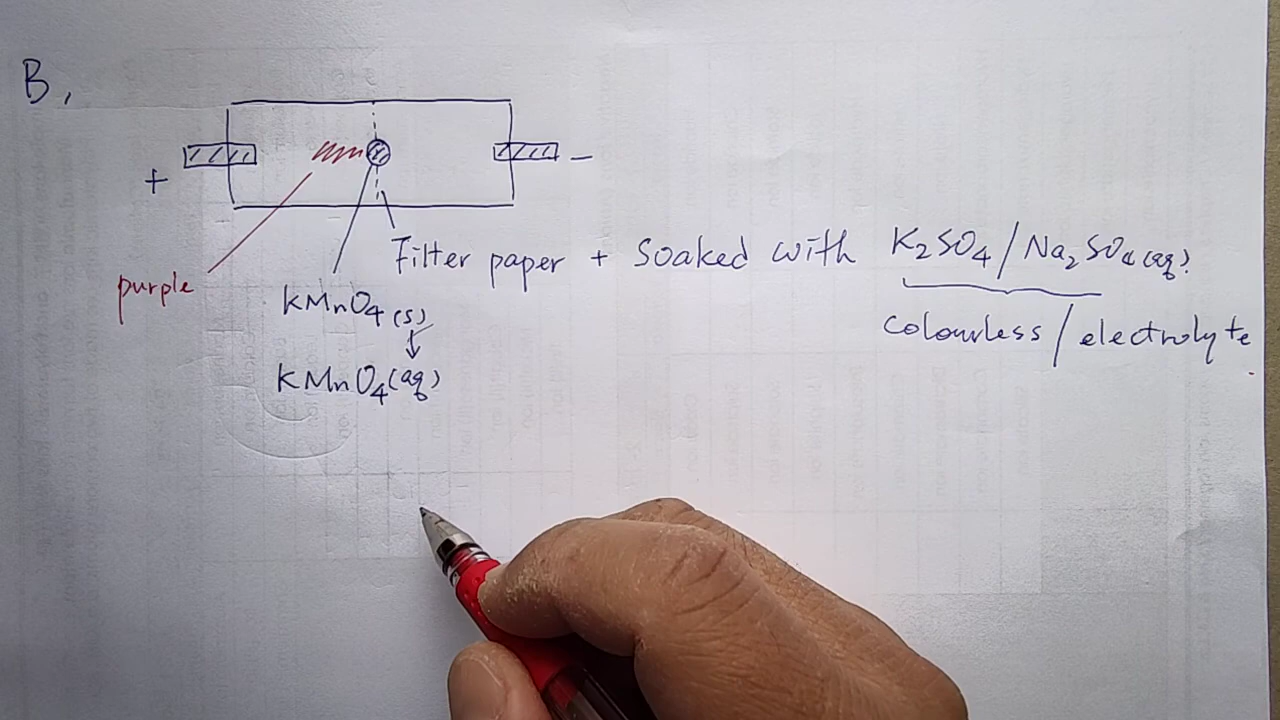 B,
+
−
Filter paper + soaked with K2SO4 / Na2SO4 (aq).
purple
KMnO4 (s)
colourless / electrolyte.
↓
KMnO4 (aq)